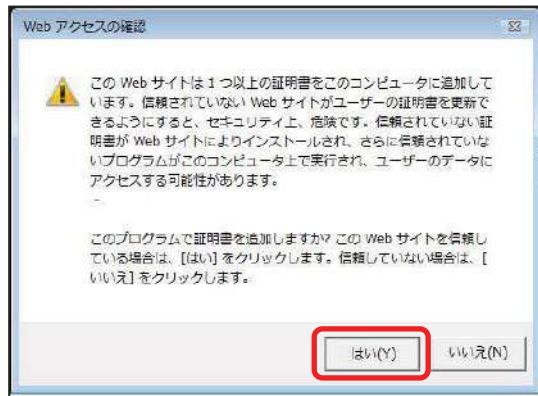 Web アクセスの確認
この Web サイトは 1 つ以上の証明書をこのコンピュータに追加して
います。信頼されていない Web サイトがユーザーの証明書を更新で
きるようにすると、セキュリティ上、危険です。信頼されていない証
明書が Web サイトによりインストールされ、さらに信頼されていな
いプログラムがこのコンピュータ上で実行され、ユーザーのデータに
アクセスする可能性があります。
このプログラムで証明書を追加しますか? この Web サイトを信頼し
ている場合は、[はい] をクリックします。信頼していない場合は、[
いいえ] をクリックします。
はい(Y) いいえ(N)